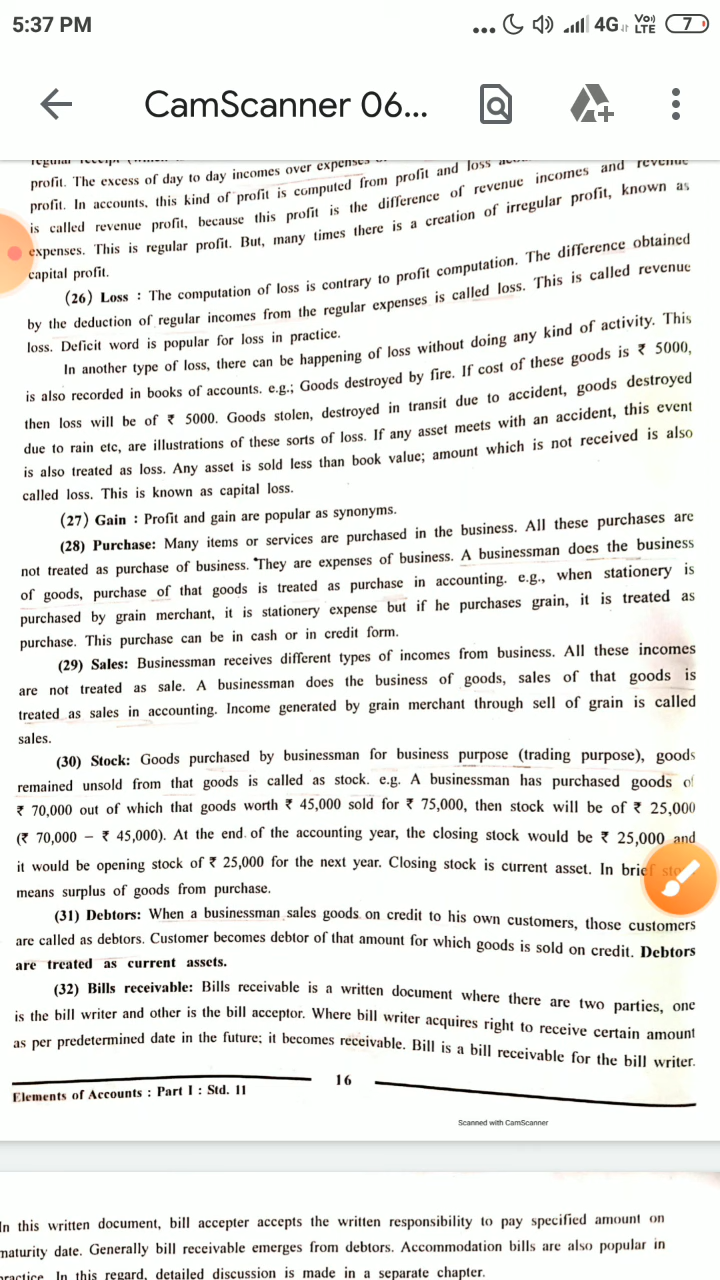 5:37 PM
... 4G Vo) LTE 7
CamScanner 06...
profit. The excess of day to day incomes over expenses
profit. In accounts, this kind of profit is computed from profit and loss
is called revenue profit, because this profit is the difference of revenue incomes and revenue
expenses. This is regular profit. But, many times there is a creation of irregular profit, known as
capital profit.
(26) Loss : The computation of loss is contrary to profit computation. The difference obtained
by the deduction of regular incomes from the regular expenses is called loss. This is called revenue
loss. Deficit word is popular for loss in practice.
In another type of loss, there can be happening of loss without doing any kind of activity. This
is also recorded in books of accounts. e.g.; Goods destroyed by fire. If cost of these goods is ₹ 5000,
then loss will be of ₹ 5000. Goods stolen, destroyed in transit due to accident, goods destroyed
due to rain etc, are illustrations of these sorts of loss. If any asset meets with an accident, this event
is also treated as loss. Any asset is sold less than book value; amount which is not received is also
called loss. This is known as capital loss.
(27) Gain : Profit and gain are popular as synonyms.
(28) Purchase: Many items or services are purchased in the business. All these purchases are
not treated as purchase of business. They are expenses of business. A businessman does the business
of goods, purchase of that goods is treated as purchase in accounting. e.g., when stationery is
purchased by grain merchant, it is stationery expense but if he purchases grain, it is treated as
purchase. This purchase can be in cash or in credit form.
(29) Sales: Businessman receives different types of incomes from business. All these incomes
are not treated as sale. A businessman does the business of goods, sales of that goods is
treated as sales in accounting. Income generated by grain merchant through sell of grain is called
sales.
(30) Stock: Goods purchased by businessman for business purpose (trading purpose), goods
remained unsold from that goods is called as stock. e.g. A businessman has purchased goods of
₹ 70,000 out of which that goods worth ₹ 45,000 sold for ₹ 75,000, then stock will be of ₹ 25,000
(₹ 70,000 – ₹ 45,000). At the end of the accounting year, the closing stock would be ₹ 25,000 and
it would be opening stock of ₹ 25,000 for the next year. Closing stock is current asset. In brief
means surplus of goods from purchase.
(31) Debtors: When a businessman sales goods on credit to his own customers, those customers
are called as debtors. Customer becomes debtor of that amount for which goods is sold on credit. Debtors
are treated as current assets.
(32) Bills receivable: Bills receivable is a written document where there are two parties, one
is the bill writer and other is the bill acceptor. Where bill writer acquires right to receive certain amount
as per predetermined date in the future; it becomes receivable. Bill is a bill receivable for the bill writer.
16
Elements of Accounts : Part I : Std. 11
Scanned with CamScanner
In this written document, bill accepter accepts the written responsibility to pay specified amount on
maturity date. Generally bill receivable emerges from debtors. Accommodation bills are also popular in
practice. In this regard, detailed discussion is made in a separate chapter.